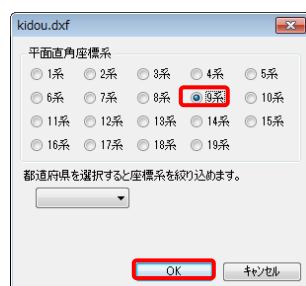 kidou.dxf
平面直角座標系
1系 2系 3系 4系 5系
6系 7系 8系 9系 10系
11系 12系 13系 14系 15系
16系 17系 18系 19系
都道府県を選択すると座標系を絞り込めます。
OK キャンセル